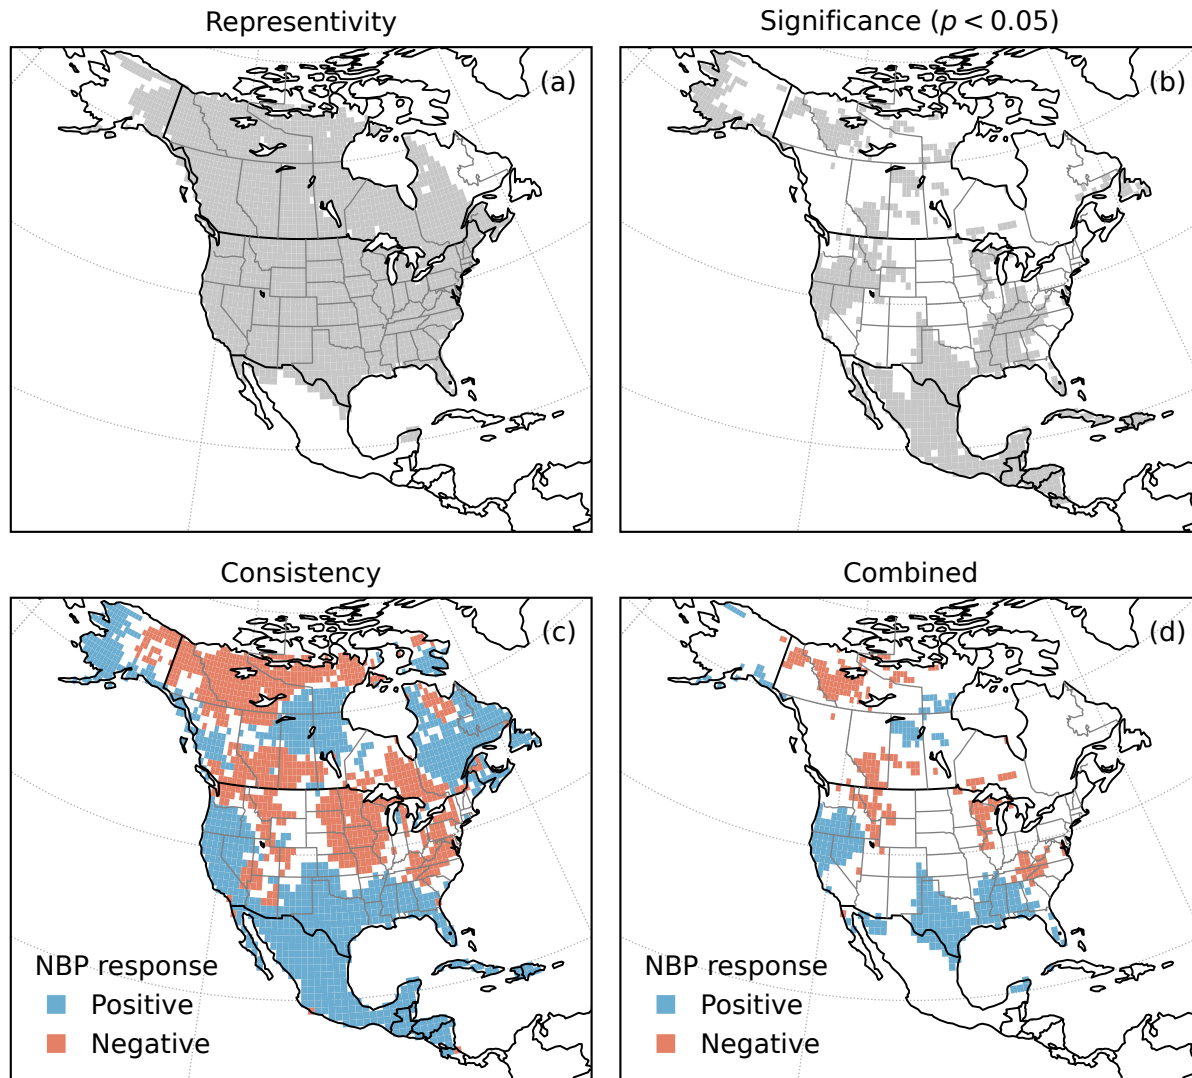 Representivity
Significance (p < 0.05)
(a)
(b)
Consistency
Combined
(c)
(d)
NBP response
Positive
Negative
NBP response
Positive
Negative